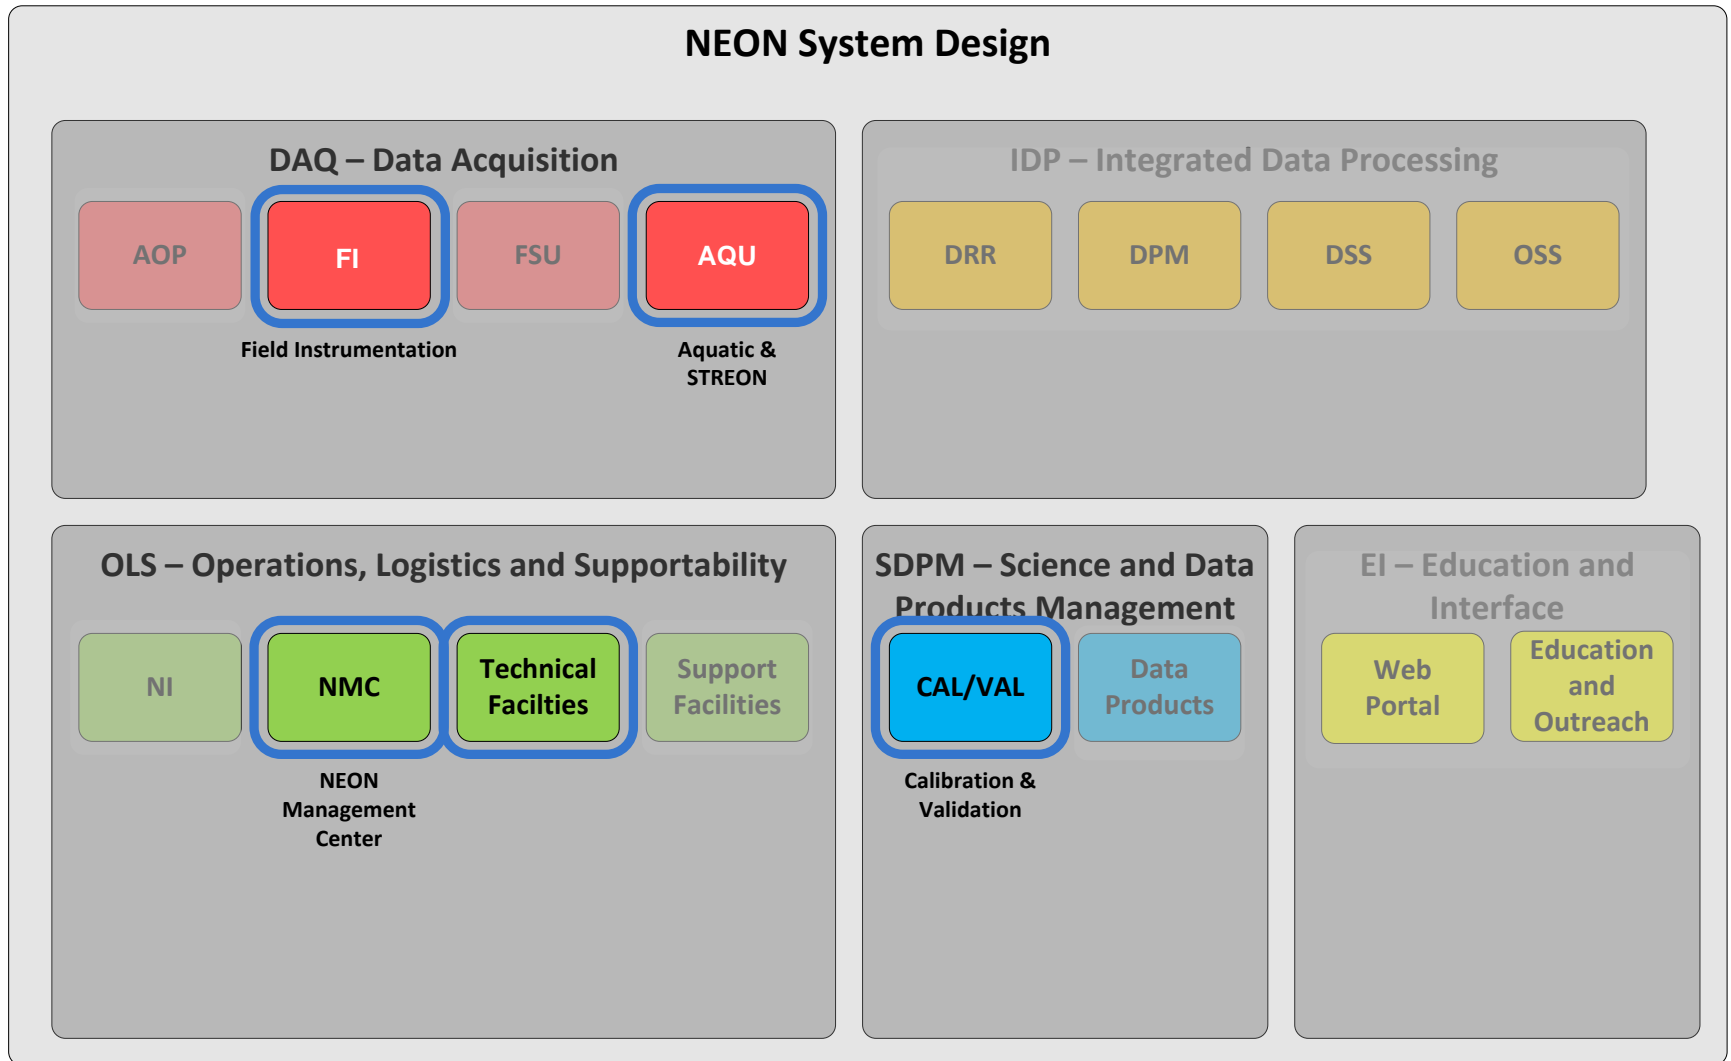 NEON System Design
DAQ – Data Acquisition
AOP
FI
FSU
AQU
Field Instrumentation
Aquatic &
STREON
IDP – Integrated Data Processing
DRR
DPM
DSS
OSS
OLS – Operations, Logistics and Supportability
NI
NMC
Technical
Facilties
Support
Facilities
NEON
Management
Center
SDPM – Science and Data
Products Management
CAL/VAL
Data
Products
Calibration &
Validation
EI – Education and
Interface
Web
Portal
Education
and
Outreach